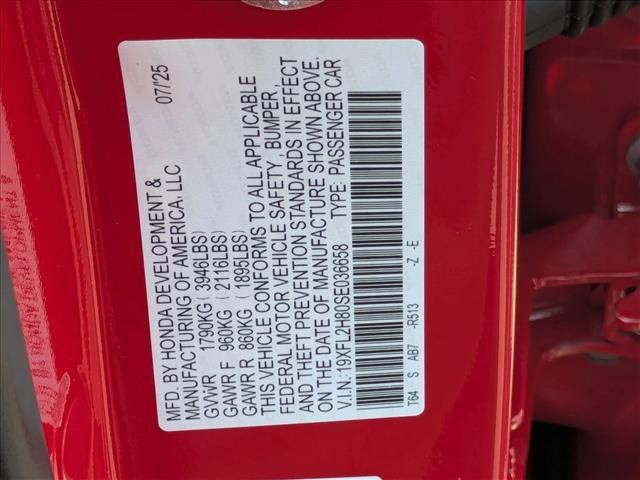 MFD. BY HONDA DEVELOPMENT & 07/'25
MANUFACTURING OF AMERICA, LLC
GVWR 1790KG ( 3946LBS)
GAWR F 960KG ( 2116LBS)
GAWR R 860KG ( 1895LBS)
THIS VEHICLE CONFORMS TO ALL APPLICABLE
FEDERAL MOTOR VEHICLE SAFETY, BUMPER,
AND THEFT PREVENTION STANDARDS IN EFFECT
ON THE DATE OF MANUFACTURE SHOWN ABOVE.
V.I.N.: 19XFL2H80SE036658 TYPE: PASSENGER CAR
T64 S AB7 -R513 -Z -E